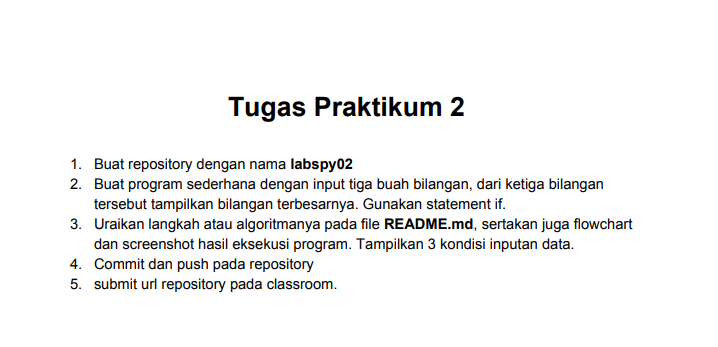 Tugas Praktikum 2
1. Buat repository dengan nama labspy02
2. Buat program sederhana dengan input tiga buah bilangan, dari ketiga bilangan
tersebut tampilkan bilangan terbesarnya. Gunakan statement if.
3. Uraikan langkah atau algoritmanya pada file README.md, sertakan juga flowchart
dan screenshot hasil eksekusi program. Tampilkan 3 kondisi inputan data.
4. Commit dan push pada repository
5. submit url repository pada classroom.